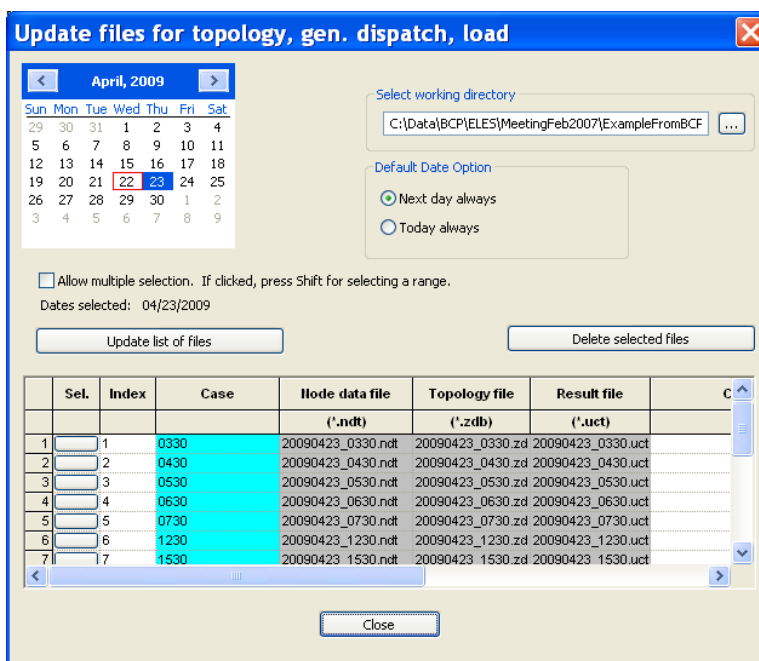 Update files for topology, gen. dispatch, load
April, 2009
Sun Mon Tue Wed Thu Fri Sat
29 30 31 1 2 3 4
5 6 7 8 9 10 11
12 13 14 15 16 17 18
19 20 21 22 23 24 25
26 27 28 29 30 1 2
3 4 5 6 7 8 9
Select working directory
C:\Data\BCP\ELES\MeetingFeb2007\ExampleFromBCP
...
Default Date Option
Next day always
Today always
Allow multiple selection. If clicked, press Shift for selecting a range.
Dates selected: 04/23/2009
Update list of files
Delete selected files
Sel. Index Case Node data file Topology file Result file C
(*.ndt) (*.zdb) (*.uct)
1 1 0330 20090423_0330.ndt 20090423_0330.zd 20090423_0330.uct
2 2 0430 20090423_0430.ndt 20090423_0430.zd 20090423_0430.uct
3 3 0530 20090423_0530.ndt 20090423_0530.zd 20090423_0530.uct
4 4 0630 20090423_0630.ndt 20090423_0630.zd 20090423_0630.uct
5 5 0730 20090423_0730.ndt 20090423_0730.zd 20090423_0730.uct
6 6 1230 20090423_1230.ndt 20090423_1230.zd 20090423_1230.uct
7 7 1530 20090423_1530.ndt 20090423_1530.zd 20090423_1530.uct
Close